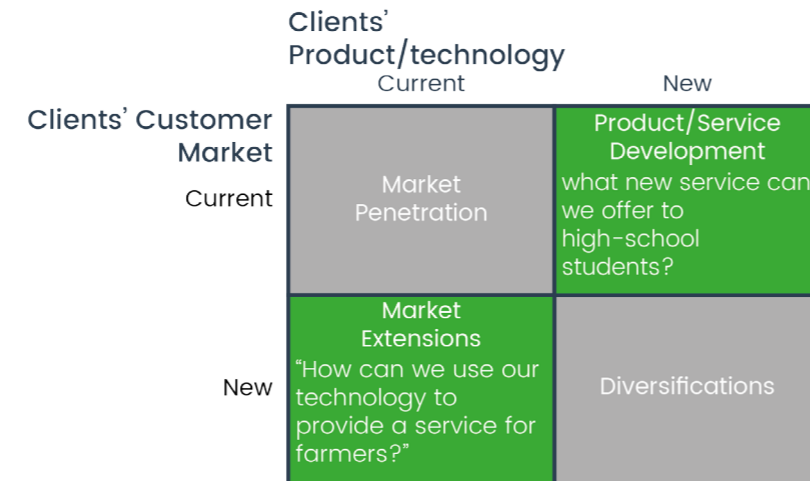 Clients’
Product/technology
Current
New
Clients’ Customer
Market
Current
Market
Penetration
Product/Service
Development
what new service can
we offer to
high-school
students?
New
Market
Extensions
“How can we use our
technology to
provide a service for
farmers?”
Diversifications